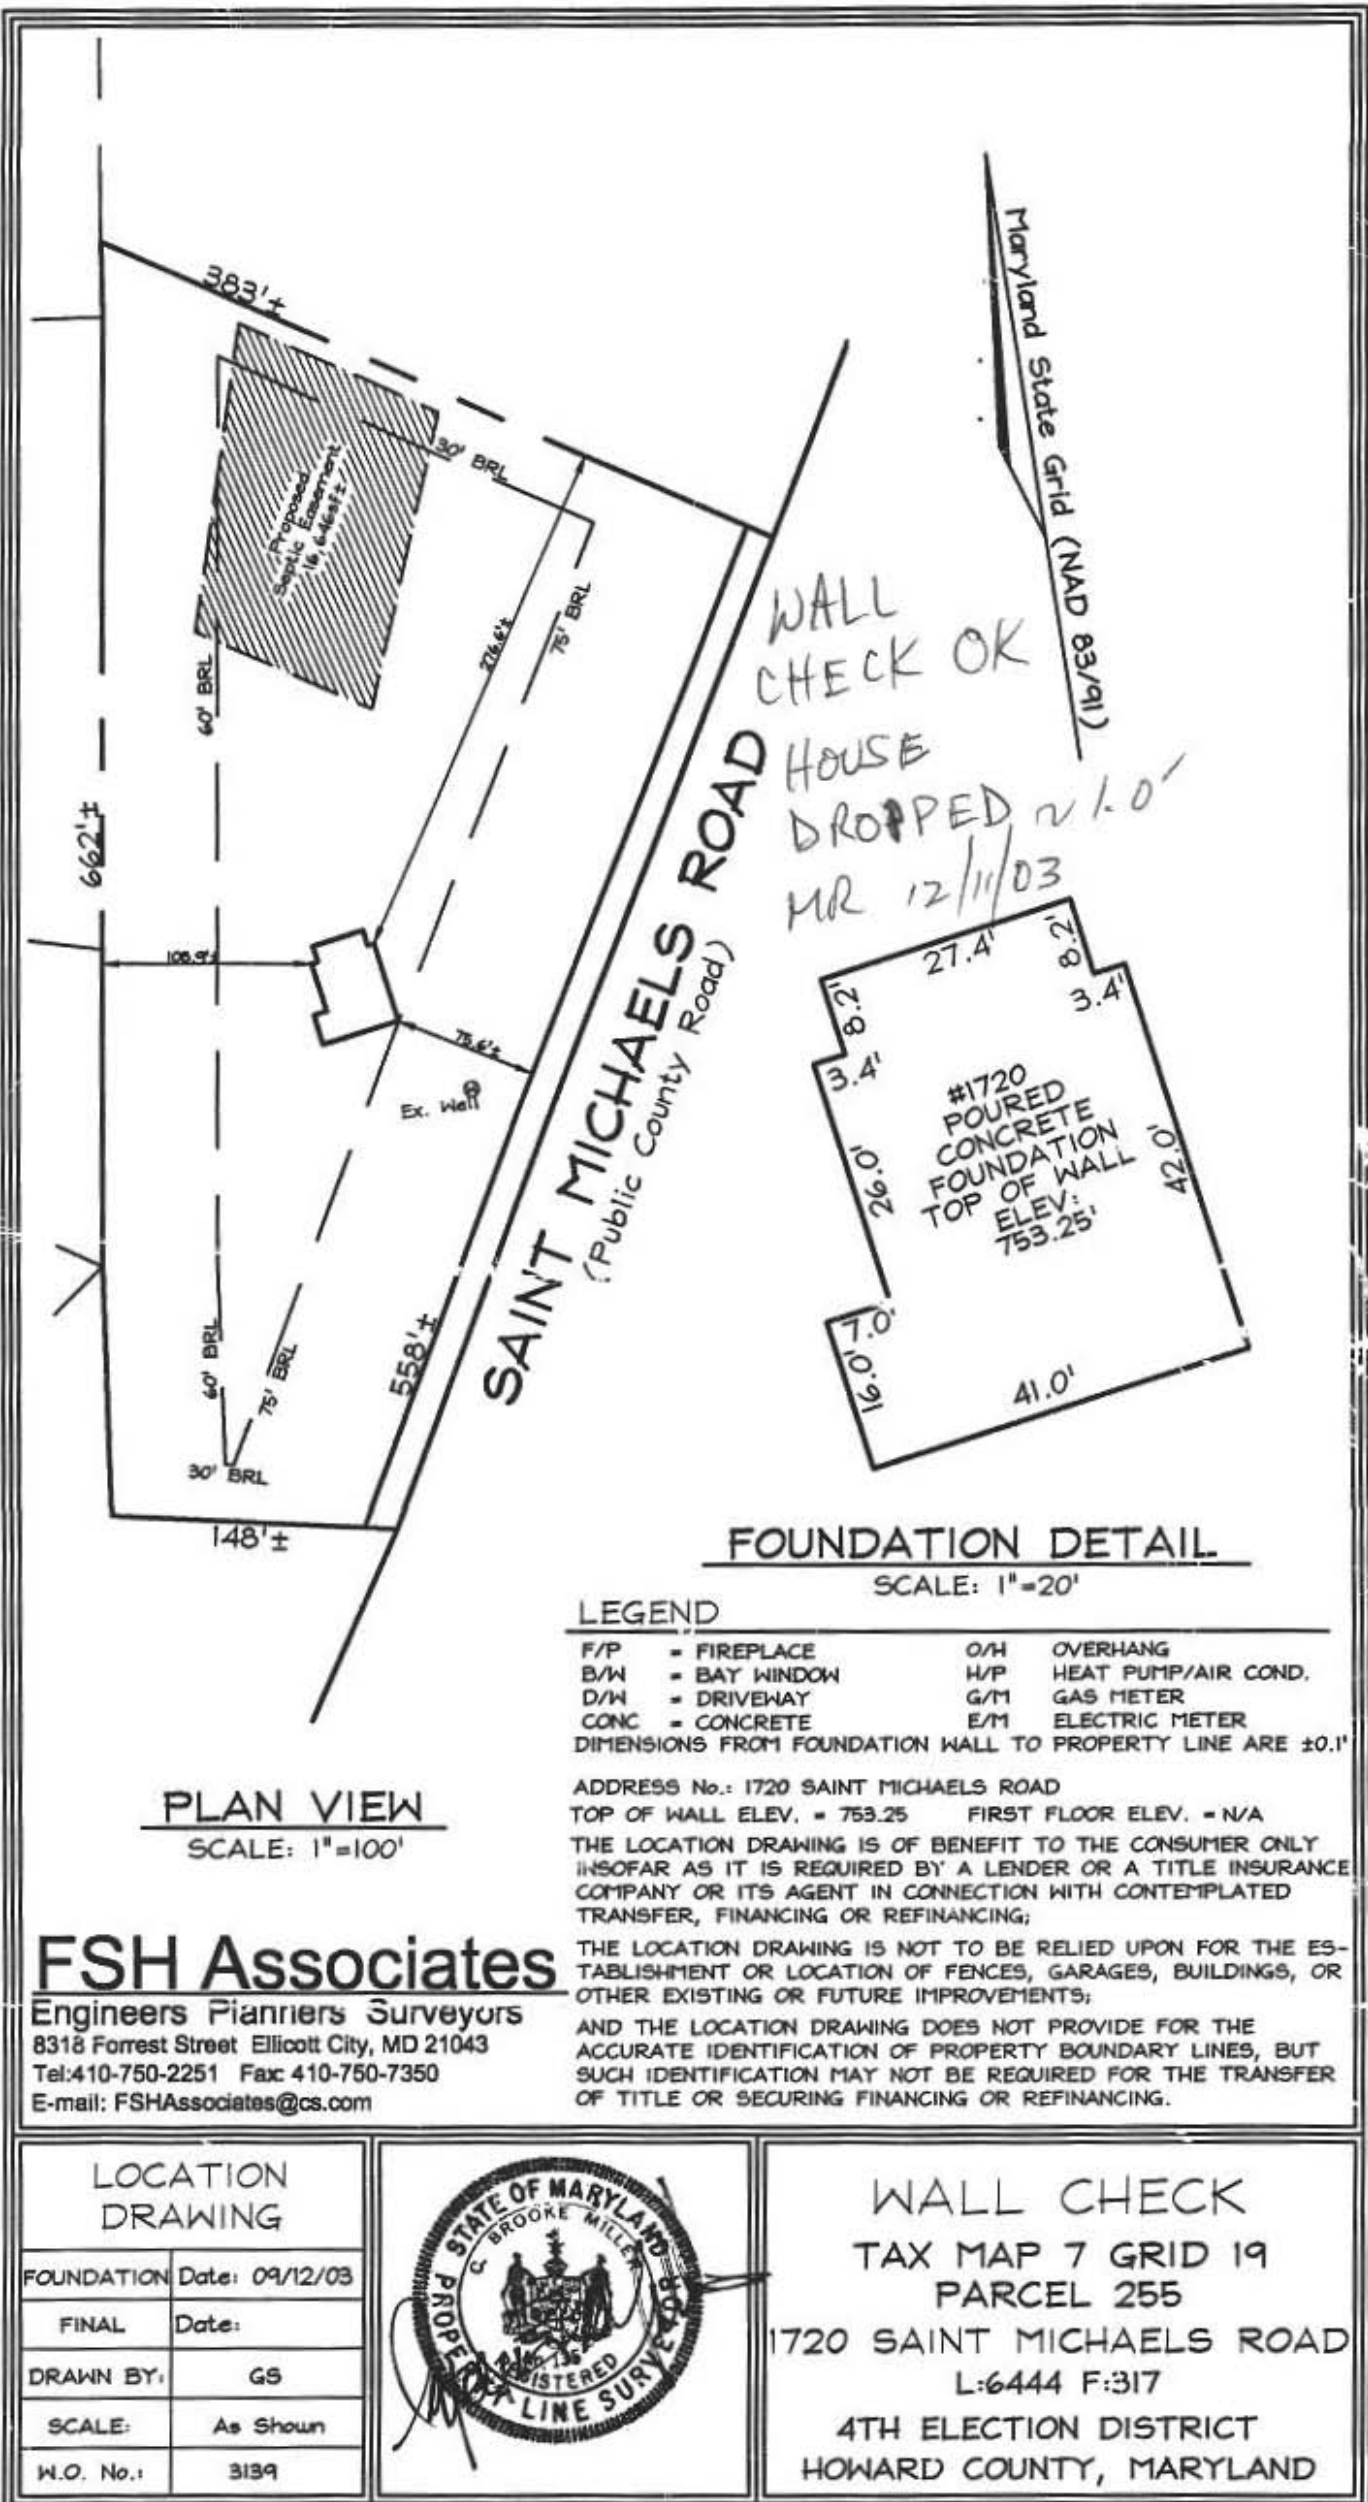 383'±
30' BRL
Proposed
Septic Easement
16,646sf±
276.6'±
75' BRL
60' BRL
662'±
75.6'±
Ex. Well
60' BRL
75' BRL
558'±
30' BRL
148'±
SAINT MICHAELS ROAD
(Public County Road)
Maryland State Grid (NAD 83/91)
WALL
CHECK OK
HOUSE
DROPPED ~ 1.0'
MR 12/11/03
27.4'
8.2'
3.4'
8.2'
3.4'
26.0'
42.0'
7.0'
16.0'
41.0'
#1720
POURED
CONCRETE
FOUNDATION
TOP OF WALL
ELEV:
753.25'
FOUNDATION DETAIL
SCALE: 1"=20'
LEGEND
F/P = FIREPLACE O/H OVERHANG
B/W = BAY WINDOW H/P HEAT PUMP/AIR COND.
D/W = DRIVEWAY G/M GAS METER
CONC = CONCRETE E/M ELECTRIC METER
DIMENSIONS FROM FOUNDATION WALL TO PROPERTY LINE ARE ±0.1'
ADDRESS No.: 1720 SAINT MICHAELS ROAD
TOP OF WALL ELEV. = 753.25 FIRST FLOOR ELEV. = N/A
THE LOCATION DRAWING IS OF BENEFIT TO THE CONSUMER ONLY
INSOFAR AS IT IS REQUIRED BY A LENDER OR A TITLE INSURANCE
COMPANY OR ITS AGENT IN CONNECTION WITH CONTEMPLATED
TRANSFER, FINANCING OR REFINANCING;
THE LOCATION DRAWING IS NOT TO BE RELIED UPON FOR THE ES-
TABLISHMENT OR LOCATION OF FENCES, GARAGES, BUILDINGS, OR
OTHER EXISTING OR FUTURE IMPROVEMENTS;
AND THE LOCATION DRAWING DOES NOT PROVIDE FOR THE
ACCURATE IDENTIFICATION OF PROPERTY BOUNDARY LINES, BUT
SUCH IDENTIFICATION MAY NOT BE REQUIRED FOR THE TRANSFER
OF TITLE OR SECURING FINANCING OR REFINANCING.
PLAN VIEW
SCALE: 1"=100'
FSH Associates
Engineers Planners Surveyors
8318 Forrest Street Ellicott City, MD 21043
Tel:410-750-2251 Fax: 410-750-7350
E-mail: FSHAssociates@cs.com
LOCATION
DRAWING
FOUNDATION Date: 09/12/03
FINAL Date:
DRAWN BY: GS
SCALE: As Shown
W.O. No.: 3139
STATE OF MARYLAND
C. BROOKE MILLER
REGISTERED
PROPERTY LINE SURVEYOR
WALL CHECK
TAX MAP 7 GRID 19
PARCEL 255
1720 SAINT MICHAELS ROAD
L:6444 F:317
4TH ELECTION DISTRICT
HOWARD COUNTY, MARYLAND